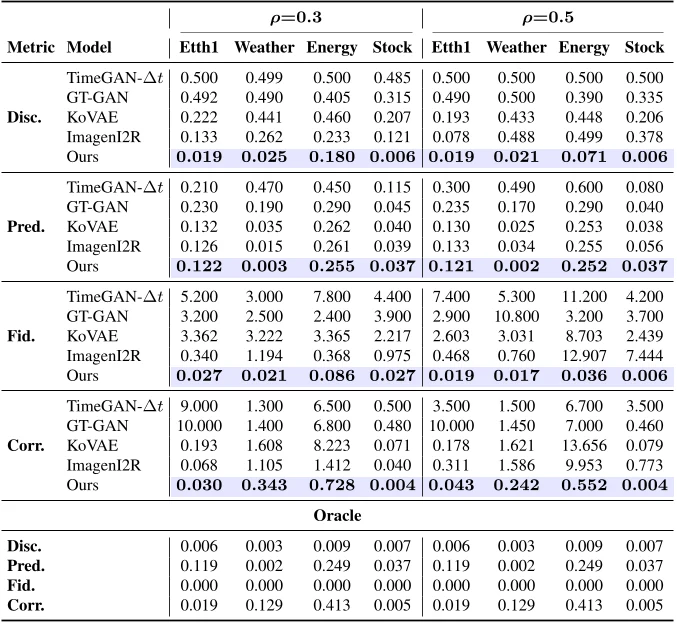 ρ=0.3 ρ=0.5
Metric Model Etth1 Weather Energy Stock Etth1 Weather Energy Stock
TimeGAN-Δt 0.500 0.499 0.500 0.485 0.500 0.500 0.500 0.500
GT-GAN 0.492 0.490 0.405 0.315 0.490 0.500 0.390 0.335
Disc. KoVAE 0.222 0.441 0.460 0.207 0.193 0.433 0.448 0.206
ImagenI2R 0.133 0.262 0.233 0.121 0.078 0.488 0.499 0.378
Ours 0.019 0.025 0.180 0.006 0.019 0.021 0.071 0.006
TimeGAN-Δt 0.210 0.470 0.450 0.115 0.300 0.490 0.600 0.080
GT-GAN 0.230 0.190 0.290 0.045 0.235 0.170 0.290 0.040
Pred. KoVAE 0.132 0.035 0.262 0.040 0.130 0.025 0.253 0.038
ImagenI2R 0.126 0.015 0.261 0.039 0.133 0.034 0.255 0.056
Ours 0.122 0.003 0.255 0.037 0.121 0.002 0.252 0.037
TimeGAN-Δt 5.200 3.000 7.800 4.400 7.400 5.300 11.200 4.200
GT-GAN 3.200 2.500 2.400 3.900 2.900 10.800 3.200 3.700
Fid. KoVAE 3.362 3.222 3.365 2.217 2.603 3.031 8.703 2.439
ImagenI2R 0.340 1.194 0.368 0.975 0.468 0.760 12.907 7.444
Ours 0.027 0.021 0.086 0.027 0.019 0.017 0.036 0.006
TimeGAN-Δt 9.000 1.300 6.500 0.500 3.500 1.500 6.700 3.500
GT-GAN 10.000 1.400 6.800 0.480 10.000 1.450 7.000 0.460
Corr. KoVAE 0.193 1.608 8.223 0.071 0.178 1.621 13.656 0.079
ImagenI2R 0.068 1.105 1.412 0.040 0.311 1.586 9.953 0.773
Ours 0.030 0.343 0.728 0.004 0.043 0.242 0.552 0.004
Oracle
Disc. 0.006 0.003 0.009 0.007 0.006 0.003 0.009 0.007
Pred. 0.119 0.002 0.249 0.037 0.119 0.002 0.249 0.037
Fid. 0.000 0.000 0.000 0.000 0.000 0.000 0.000 0.000
Corr. 0.019 0.129 0.413 0.005 0.019 0.129 0.413 0.005